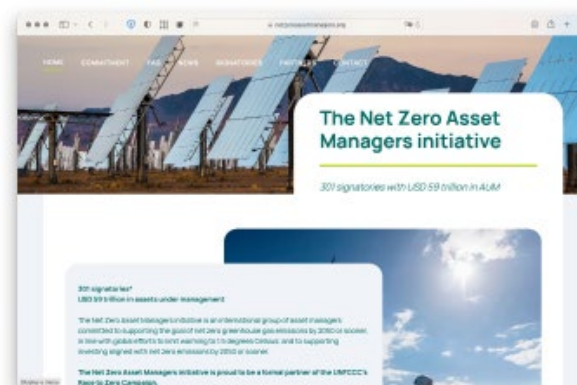 netzeroassetmanagers.org
HOME COMMITMENT FAQ NEWS SIGNATORIES PARTNERS CONTACT
The Net Zero Asset
Managers initiative
301 signatories with USD 59 trillion in AUM
301 signatories*
USD 59 trillion in assets under management
The Net Zero Asset Managers initiative is an international group of asset managers
committed to supporting the goal of net zero greenhouse gas emissions by 2050 or sooner,
in line with global efforts to limit warming to 1.5 degrees Celsius; and to supporting
investing aligned with net zero emissions by 2050 or sooner.
The Net Zero Asset Managers initiative is proud to be a formal partner of the UNFCCC's
Race to Zero Campaign.